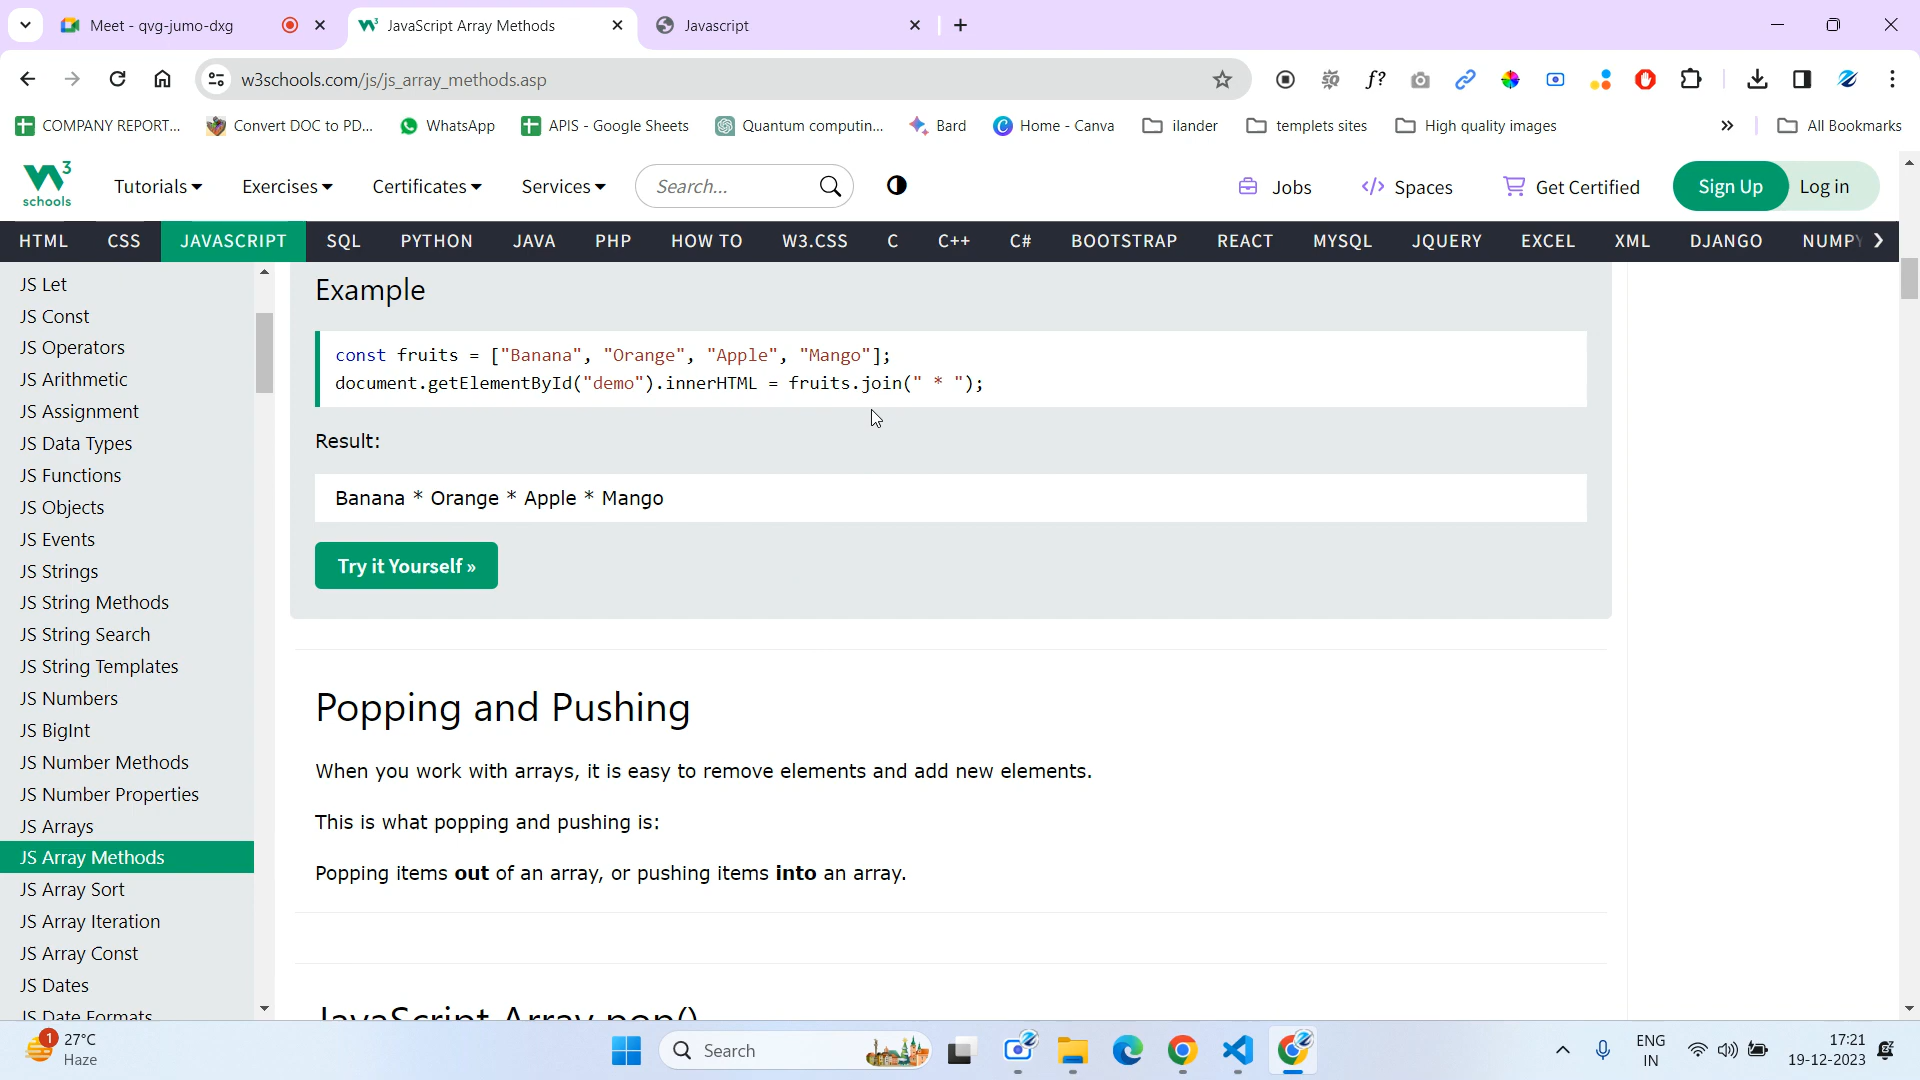 Meet - qvg-jumo-dxg
JavaScript Array Methods
Javascript
w3schools.com/js/js_array_methods.asp
f?
COMPANY REPORT...
Convert DOC to PD...
WhatsApp
APIS - Google Sheets
Quantum computin...
Bard
Home - Canva
ilander
templets sites
High quality images
All Bookmarks
W3
schools
Tutorials
Exercises
Certificates
Services
Search...
Jobs
Spaces
Get Certified
Sign Up
Log in
HTML
CSS
JAVASCRIPT
SQL
PYTHON
JAVA
PHP
HOW TO
W3.CSS
C
C++
C#
BOOTSTRAP
REACT
MYSQL
JQUERY
EXCEL
XML
DJANGO
NUMPY
JS Let
JS Const
JS Operators
JS Arithmetic
JS Assignment
JS Data Types
JS Functions
JS Objects
JS Events
JS Strings
JS String Methods
JS String Search
JS String Templates
JS Numbers
JS BigInt
JS Number Methods
JS Number Properties
JS Arrays
JS Array Methods
JS Array Sort
JS Array Iteration
JS Array Const
JS Dates
JS Date Formats
Example
const fruits = ["Banana", "Orange", "Apple", "Mango"];
document.getElementById("demo").innerHTML = fruits.join(" * ");
Result:
Banana * Orange * Apple * Mango
Try it Yourself »
Popping and Pushing
When you work with arrays, it is easy to remove elements and add new elements.
This is what popping and pushing is:
Popping items out of an array, or pushing items into an array.
JavaScript Array pop()
1
27°C
Haze
Search
ENG
IN
17:21
19-12-2023